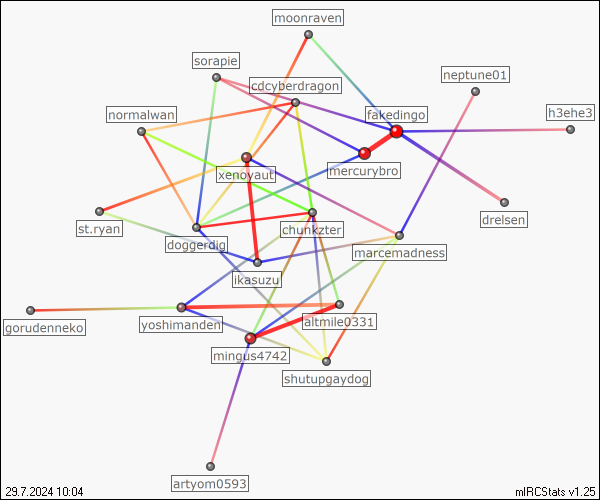 moonraven
sorapie
neptune01
cdcyberdragon
normalwan
fakedingo
h3ehe3
mercurybro
xenoyaut
st.ryan
drelsen
chunkzter
doggerdig
marcemadness
ikasuzu
gorudenneko
yoshimanden
altmile0331
mingus4742
shutupgaydog
artyom0593
29.7.2024 10:04
mIRCStats v1.25